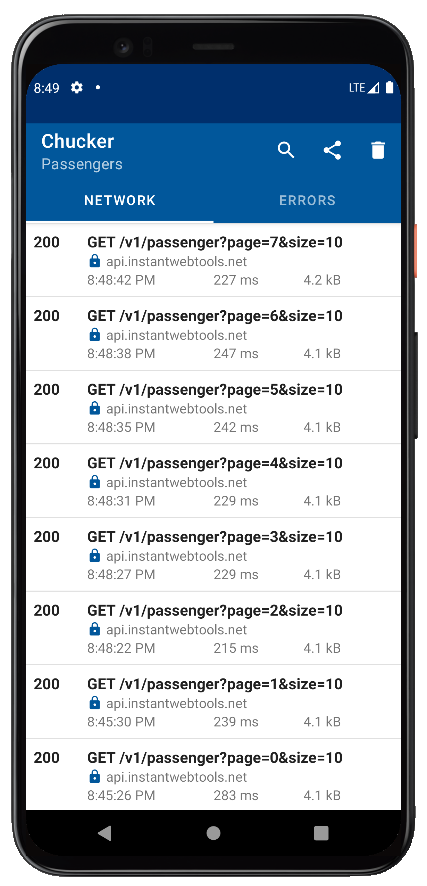 8:49 LTE
Chucker
Passengers
NETWORK ERRORS
200 GET /v1/passenger?page=7&size=10
api.instantwebtools.net
8:48:42 PM 227 ms 4.2 kB
200 GET /v1/passenger?page=6&size=10
api.instantwebtools.net
8:48:38 PM 247 ms 4.1 kB
200 GET /v1/passenger?page=5&size=10
api.instantwebtools.net
8:48:35 PM 242 ms 4.1 kB
200 GET /v1/passenger?page=4&size=10
api.instantwebtools.net
8:48:31 PM 229 ms 4.1 kB
200 GET /v1/passenger?page=3&size=10
api.instantwebtools.net
8:48:27 PM 229 ms 4.1 kB
200 GET /v1/passenger?page=2&size=10
api.instantwebtools.net
8:48:22 PM 215 ms 4.1 kB
200 GET /v1/passenger?page=1&size=10
api.instantwebtools.net
8:45:30 PM 239 ms 4.1 kB
200 GET /v1/passenger?page=0&size=10
api.instantwebtools.net
8:45:26 PM 283 ms 4.1 kB